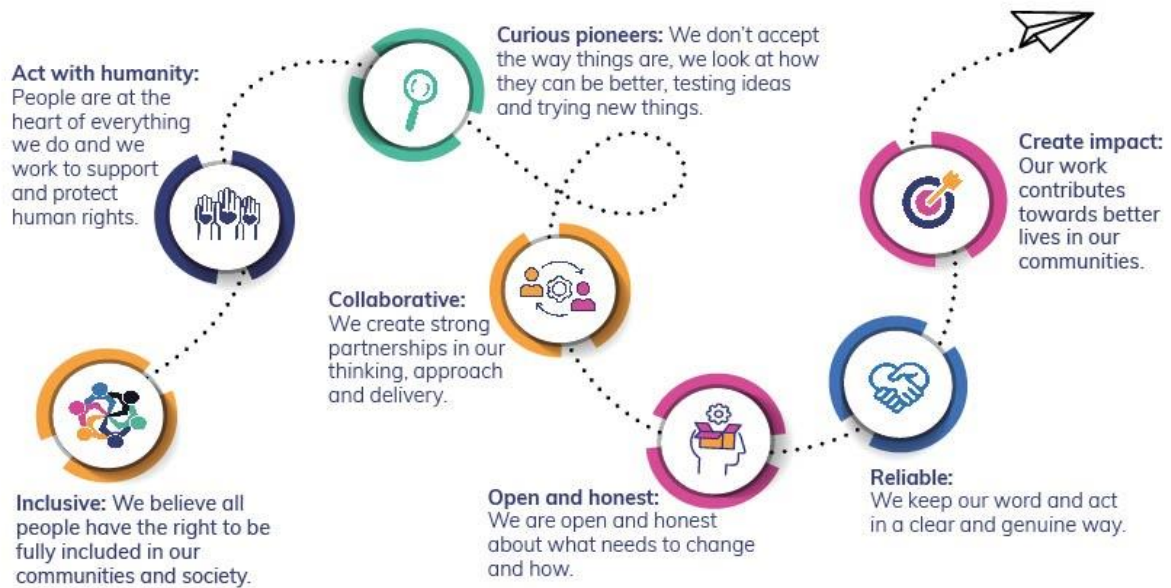 Act with humanity:
People are at the
heart of everything
we do and we
work to support
and protect
human rights.
Curious pioneers: We don't accept
the way things are, we look at how
they can be better, testing ideas
and trying new things.
Create impact:
Our work
contributes
towards better
lives in our
communities.
Collaborative:
We create strong
partnerships in our
thinking, approach
and delivery.
Inclusive: We believe all
people have the right to be
fully included in our
communities and society.
Open and honest:
We are open and honest
about what needs to change
and how.
Reliable:
We keep our word and act
in a clear and genuine way.